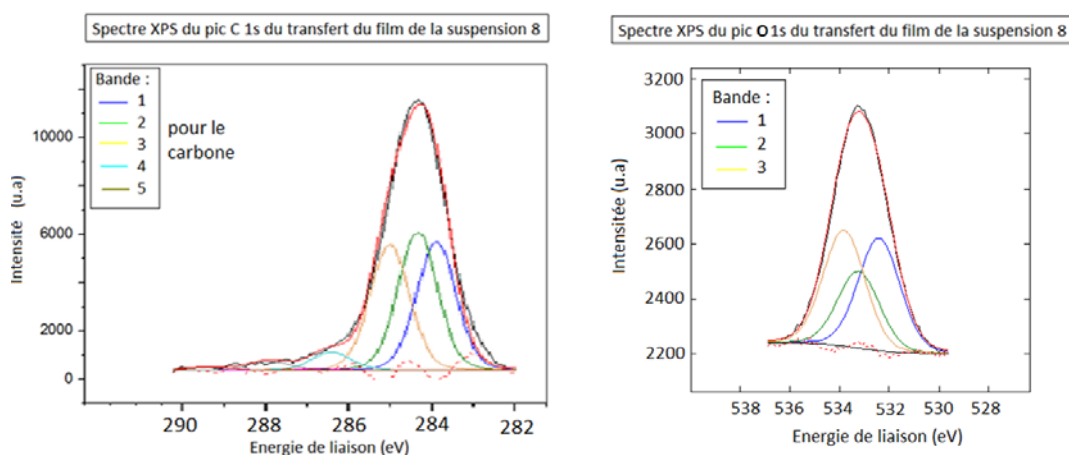 Spectre XPS du pic C 1s du transfert du film de la suspension 8
Bande :
1
2
3
4
5
pour le
carbone
10000
6000
2000
0
Intensité (u.a)
290
288
286
284
282
Energie de liaison (eV)
Spectre XPS du pic O 1s du transfert du film de la suspension 8
Bande :
1
2
3
3200
3000
2800
2600
2400
2200
Intensitée (u.a)
538
536
534
532
530
528
Energie de liaison (eV)